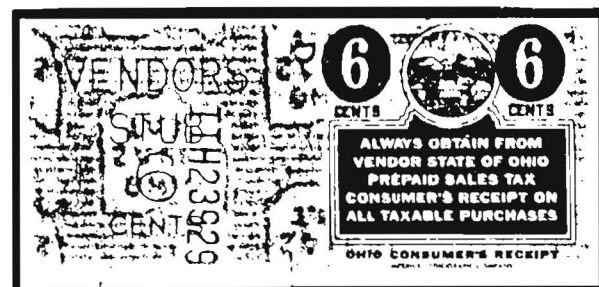 VENDORS
STUB
6
CENTS
6
CENTS
6
CENTS
ALWAYS OBTAIN FROM
VENDOR STATE OF OHIO
PREPAID SALES TAX
CONSUMER'S RECEIPT ON
ALL TAXABLE PURCHASES
OHIO CONSUMER'S RECEIPT